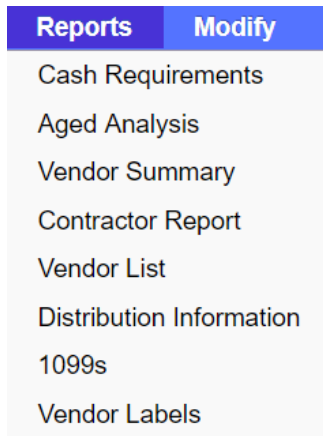 Reports Modify
Cash Requirements
Aged Analysis
Vendor Summary
Contractor Report
Vendor List
Distribution Information
1099s
Vendor Labels